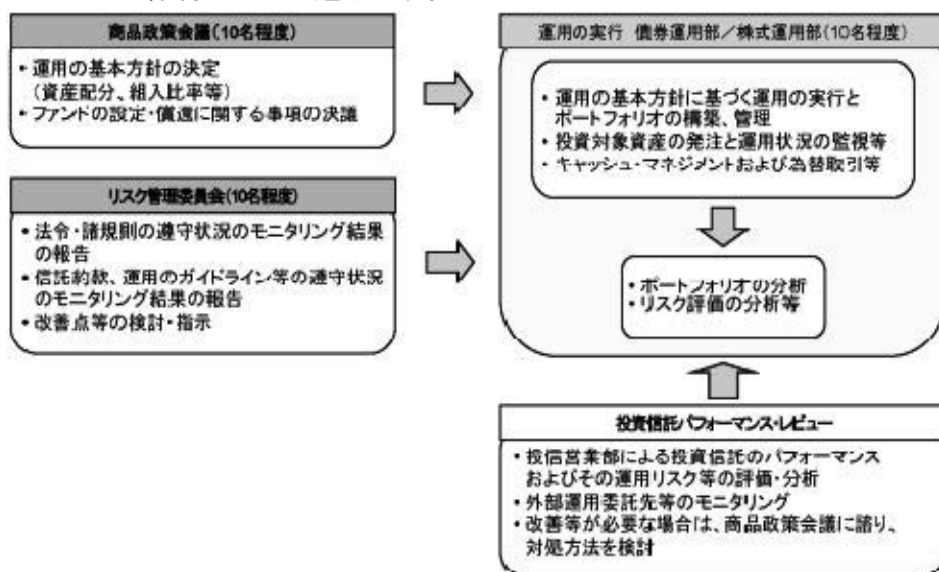 商品政策会議(10名程度)
・運用の基本方針の決定
(資産配分、組入比率等)
・ファンドの設定・償還に関する事項の決議
リスク管理委員会(10名程度)
・法令・諸規則の遵守状況のモニタリング結果
の報告
・信託約款、運用のガイドライン等の遵守状況
のモニタリング結果の報告
・改善点等の検討・指示
運用の実行 債券運用部/株式運用部(10名程度)
・運用の基本方針に基づく運用の実行と
ポートフォリオの構築、管理
・投資対象資産の発注と運用状況の監視等
・キャッシュ・マネジメントおよび為替取引等
・ポートフォリオの分析
・リスク評価の分析等
投資信託パフォーマンス・レビュー
・投信営業部による投資信託のパフォーマンス
およびその運用リスク等の評価・分析
・外部運用委託先等のモニタリング
・改善等が必要な場合は、商品政策会議に諮り、
対処方法を検討